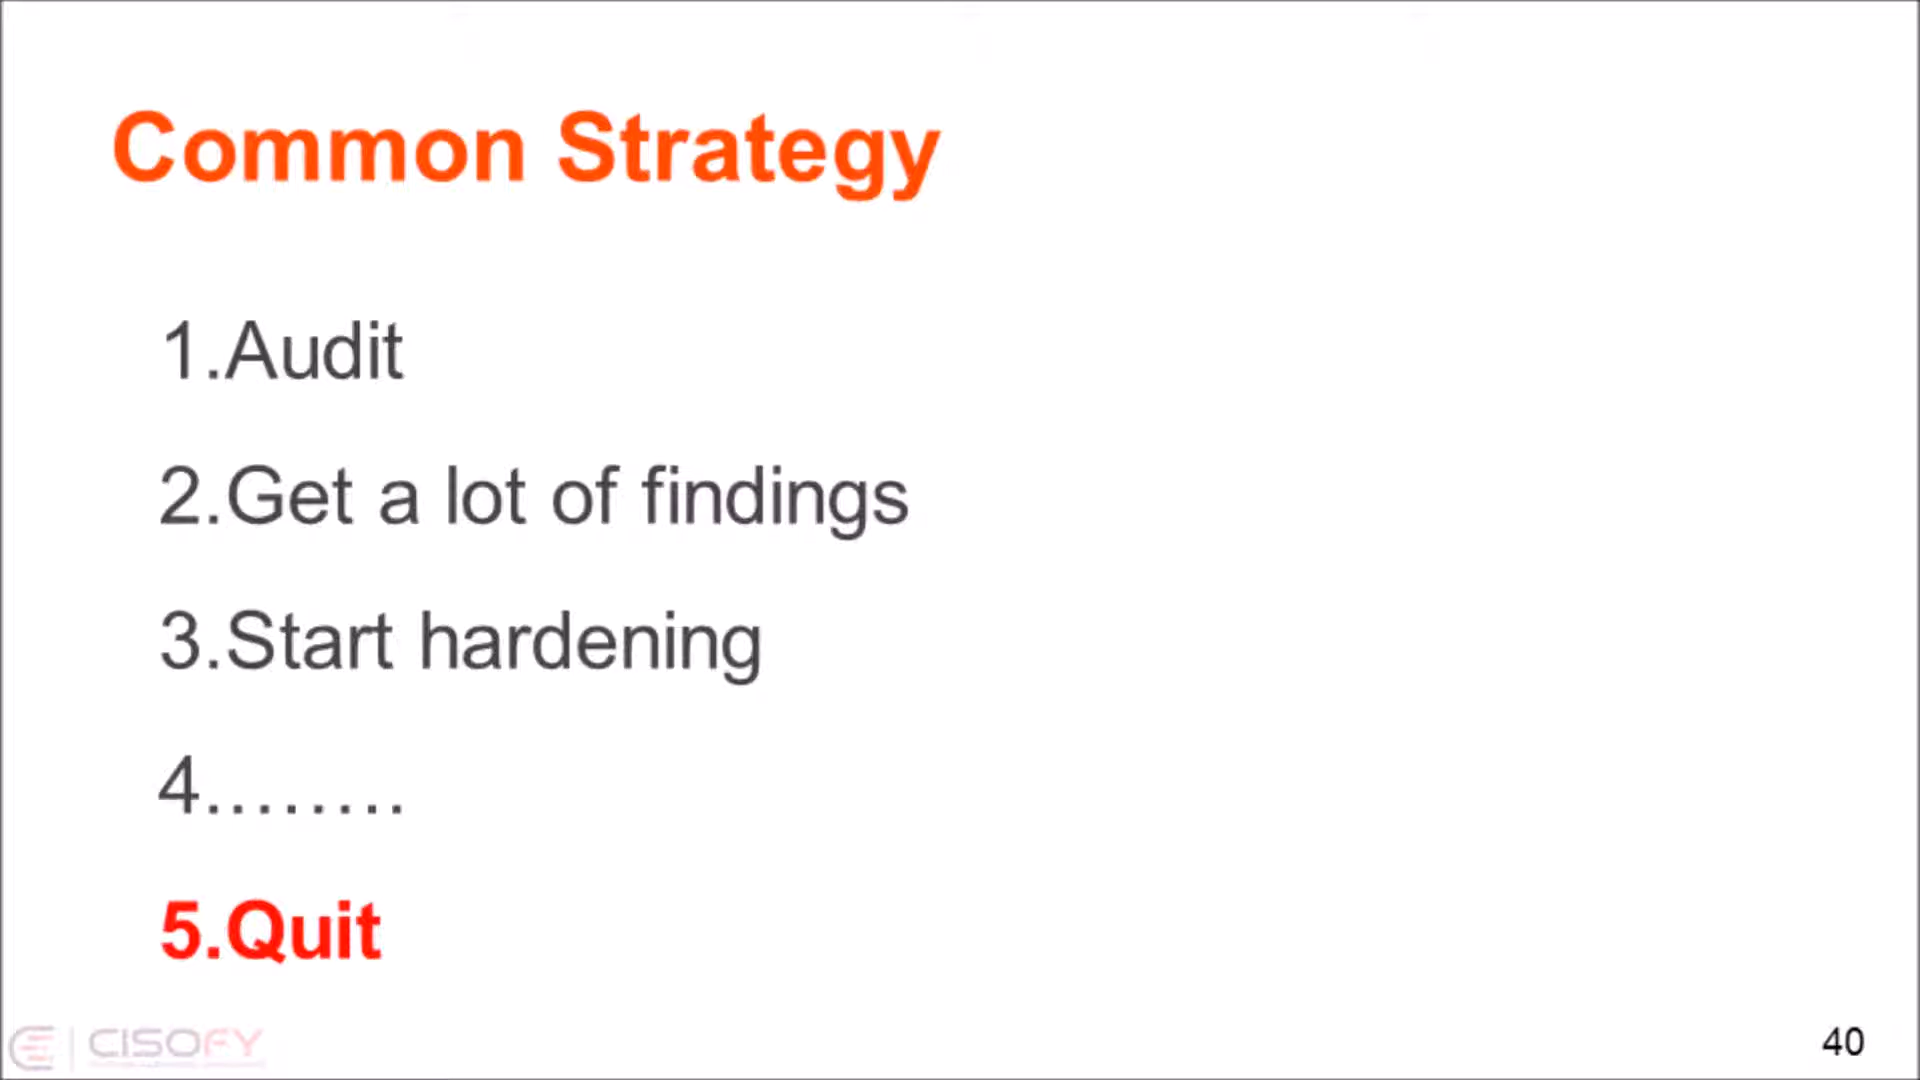 Common Strategy
1.Audit
2.Get a lot of findings
3.Start hardening
4........
5.Quit
CISOFY
40